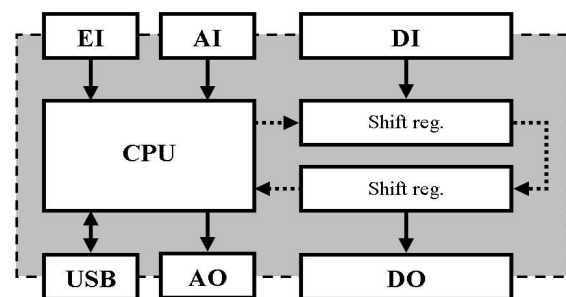 EI AI DI
Shift reg.
CPU
Shift reg.
USB AO DO